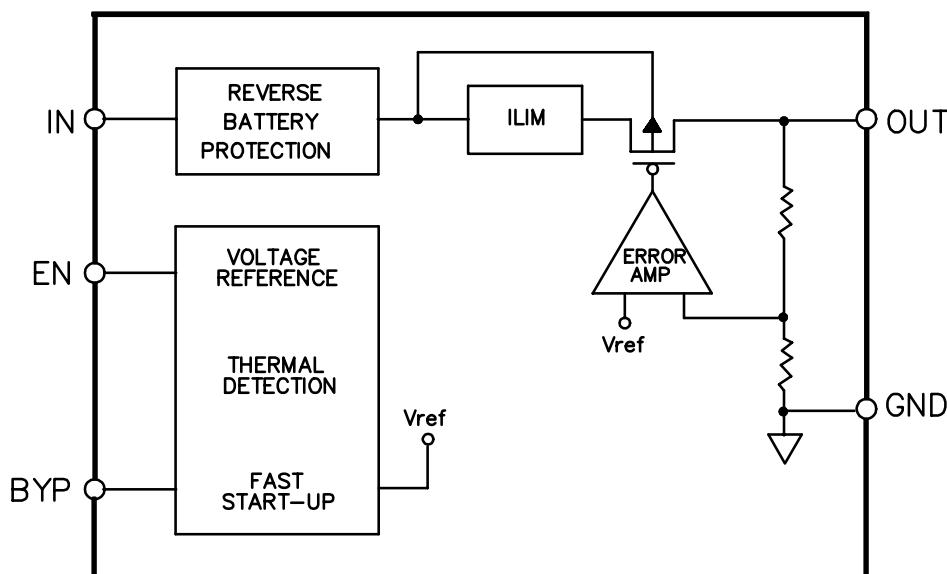 IN
REVERSE
BATTERY
PROTECTION
ILIM
OUT
EN
VOLTAGE
REFERENCE
ERROR
AMP
Vref
THERMAL
DETECTION
GND
Vref
BYP
FAST
START-UP